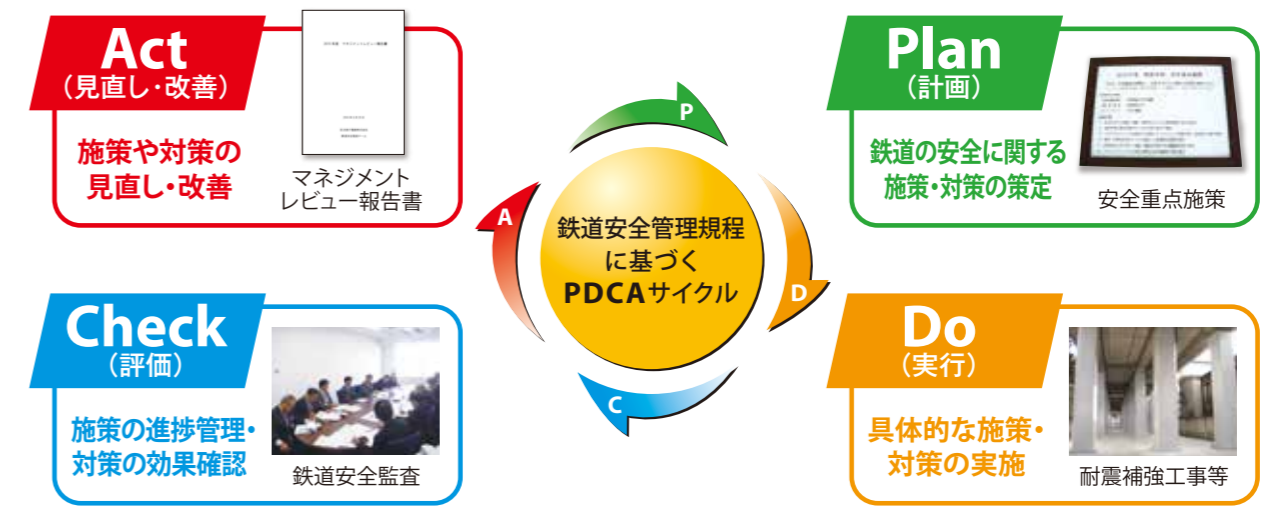 Act
（見直し・改善）
施策や対策の
見直し・改善
マネジメント
レビュー報告書
Plan
（計画）
鉄道の安全に関する
施策・対策の策定
安全重点施策
P
A
D
C
鉄道安全管理規程
に基づく
PDCAサイクル
Check
（評価）
施策の進捗管理・
対策の効果確認
鉄道安全監査
Do
（実行）
具体的な施策・
対策の実施
耐震補強工事等